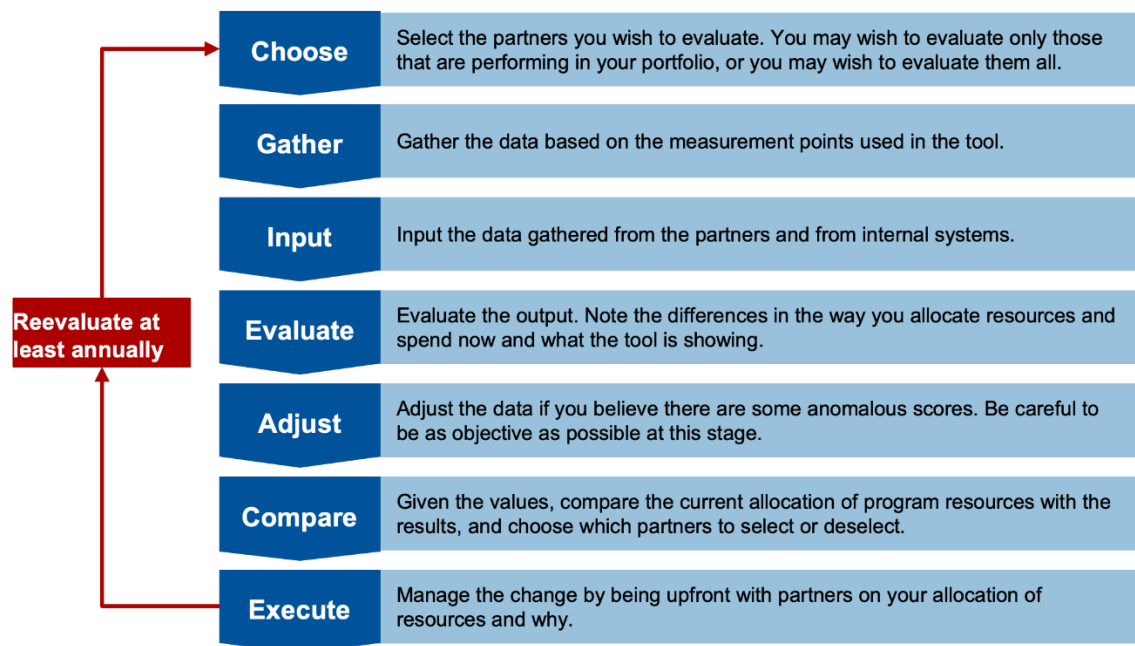 Choose
Select the partners you wish to evaluate. You may wish to evaluate only those
that are performing in your portfolio, or you may wish to evaluate them all.
Gather
Gather the data based on the measurement points used in the tool.
Input
Input the data gathered from the partners and from internal systems.
Reevaluate at
least annually
Evaluate
Evaluate the output. Note the differences in the way you allocate resources and
spend now and what the tool is showing.
Adjust
Adjust the data if you believe there are some anomalous scores. Be careful to
be as objective as possible at this stage.
Compare
Given the values, compare the current allocation of program resources with the
results, and choose which partners to select or deselect.
Execute
Manage the change by being upfront with partners on your allocation of
resources and why.